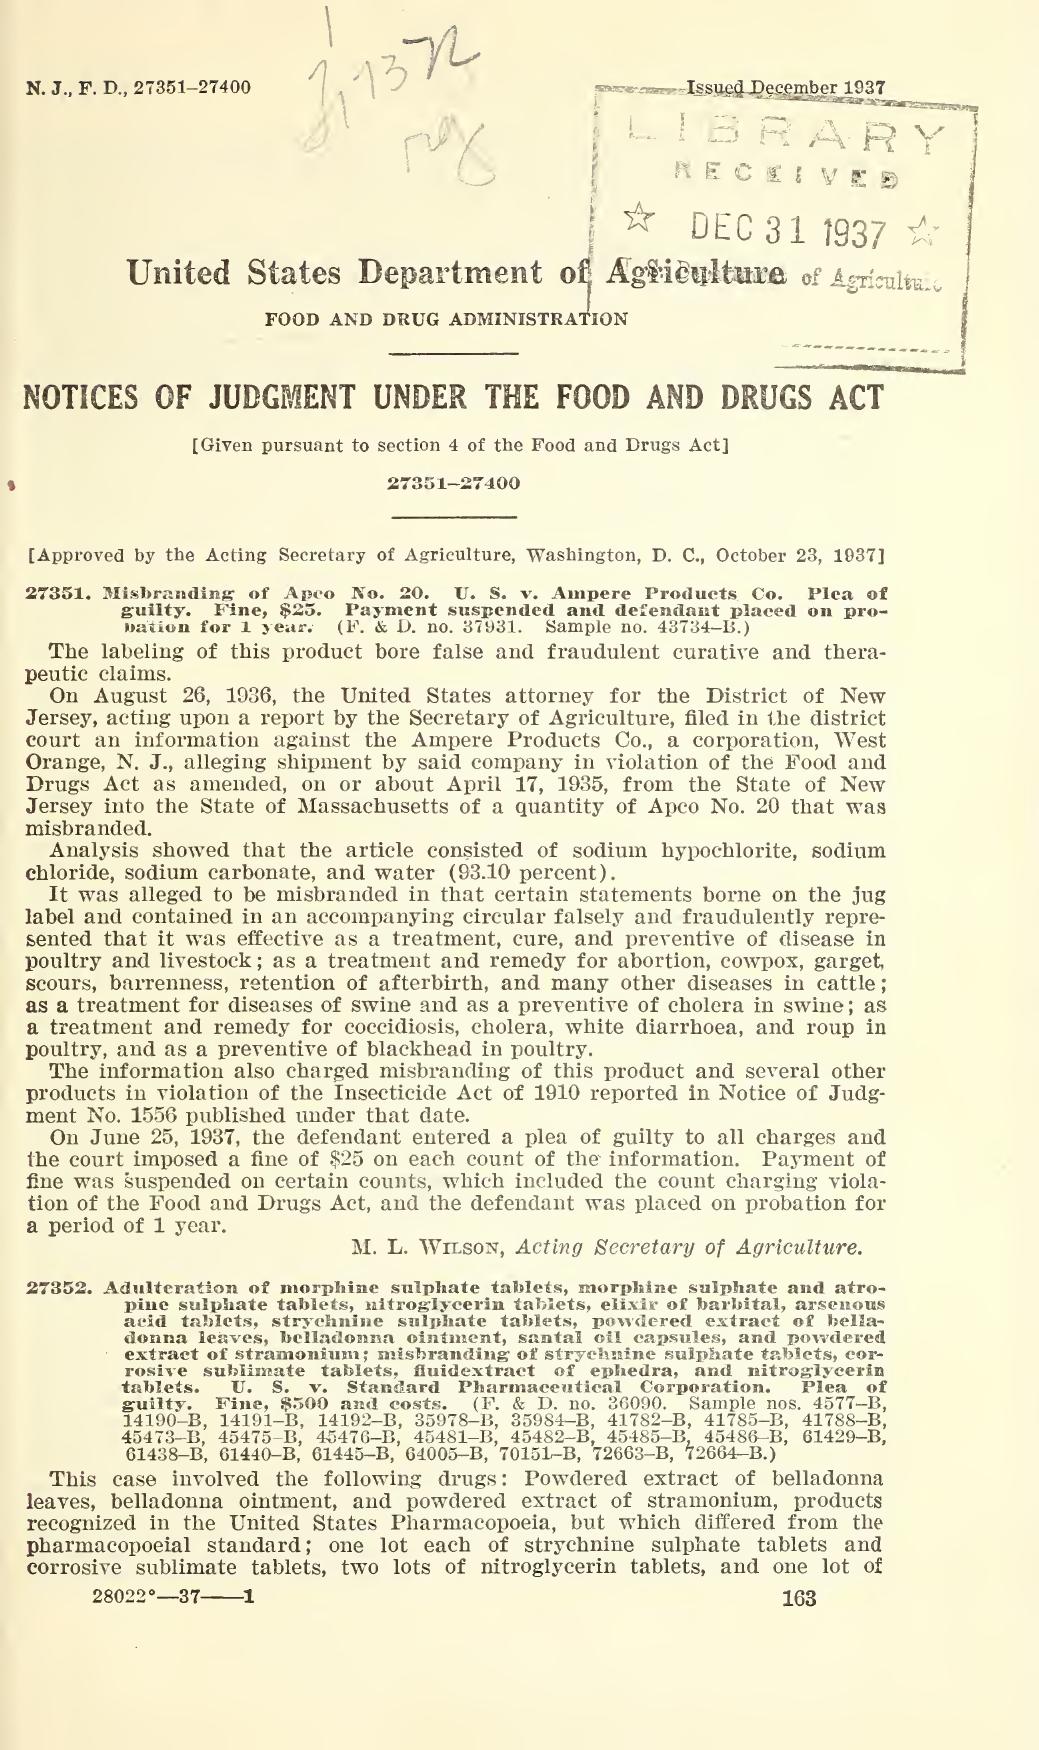 N. J., F. D., 27351–27400
Issued December 1937
LIBRARY
RECEIVED
☆ DEC 31 1937 ☆
of Agriculture
United States Department of Agriculture
FOOD AND DRUG ADMINISTRATION
NOTICES OF JUDGMENT UNDER THE FOOD AND DRUGS ACT
[Given pursuant to section 4 of the Food and Drugs Act]
27351–27400
[Approved by the Acting Secretary of Agriculture, Washington, D. C., October 23, 1937]
27351. Misbranding of Apco No. 20. U. S. v. Ampere Products Co. Plea of
guilty. Fine, $25. Payment suspended and defendant placed on pro-
bation for 1 year. (F. & D. no. 37931. Sample no. 43734–B.)
The labeling of this product bore false and fraudulent curative and thera-
peutic claims.
On August 26, 1936, the United States attorney for the District of New
Jersey, acting upon a report by the Secretary of Agriculture, filed in the district
court an information against the Ampere Products Co., a corporation, West
Orange, N. J., alleging shipment by said company in violation of the Food and
Drugs Act as amended, on or about April 17, 1935, from the State of New
Jersey into the State of Massachusetts of a quantity of Apco No. 20 that was
misbranded.
Analysis showed that the article consisted of sodium hypochlorite, sodium
chloride, sodium carbonate, and water (93.10 percent).
It was alleged to be misbranded in that certain statements borne on the jug
label and contained in an accompanying circular falsely and fraudulently repre-
sented that it was effective as a treatment, cure, and preventive of disease in
poultry and livestock; as a treatment and remedy for abortion, cowpox, garget,
scours, barrenness, retention of afterbirth, and many other diseases in cattle;
as a treatment for diseases of swine and as a preventive of cholera in swine; as
a treatment and remedy for coccidiosis, cholera, white diarrhoea, and roup in
poultry, and as a preventive of blackhead in poultry.
The information also charged misbranding of this product and several other
products in violation of the Insecticide Act of 1910 reported in Notice of Judg-
ment No. 1556 published under that date.
On June 25, 1937, the defendant entered a plea of guilty to all charges and
the court imposed a fine of $25 on each count of the information. Payment of
fine was suspended on certain counts, which included the count charging viola-
tion of the Food and Drugs Act, and the defendant was placed on probation for
a period of 1 year.
M. L. WILSON, Acting Secretary of Agriculture.
27352. Adulteration of morphine sulphate tablets, morphine sulphate and atro-
pine sulphate tablets, nitroglycerin tablets, elixir of barbital, arsenous
acid tablets, strychnine sulphate tablets, powdered extract of bella-
donna leaves, belladonna ointment, santal oil capsules, and powdered
extract of stramonium; misbranding of strychnine sulphate tablets, cor-
rosive sublimate tablets, fluidextract of ephedra, and nitroglycerin
tablets. U. S. v. Standard Pharmaceutical Corporation. Plea of
guilty. Fine, $500 and costs. (F. & D. no. 36090. Sample nos. 4577–B,
14190–B, 14191–B, 14192–B, 35978–B, 35984–B, 41782–B, 41785–B, 41788–B,
45473–B, 45475–B, 45476–B, 45481–B, 45482–B, 45485–B, 45486–B, 61429–B,
61438–B, 61440–B, 61445–B, 64005–B, 70151–B, 72663–B, 72664–B.)
This case involved the following drugs: Powdered extract of belladonna
leaves, belladonna ointment, and powdered extract of stramonium, products
recognized in the United States Pharmacopoeia, but which differed from the
pharmacopoeial standard; one lot each of strychnine sulphate tablets and
corrosive sublimate tablets, two lots of nitroglycerin tablets, and one lot of
28022°—37——1
163